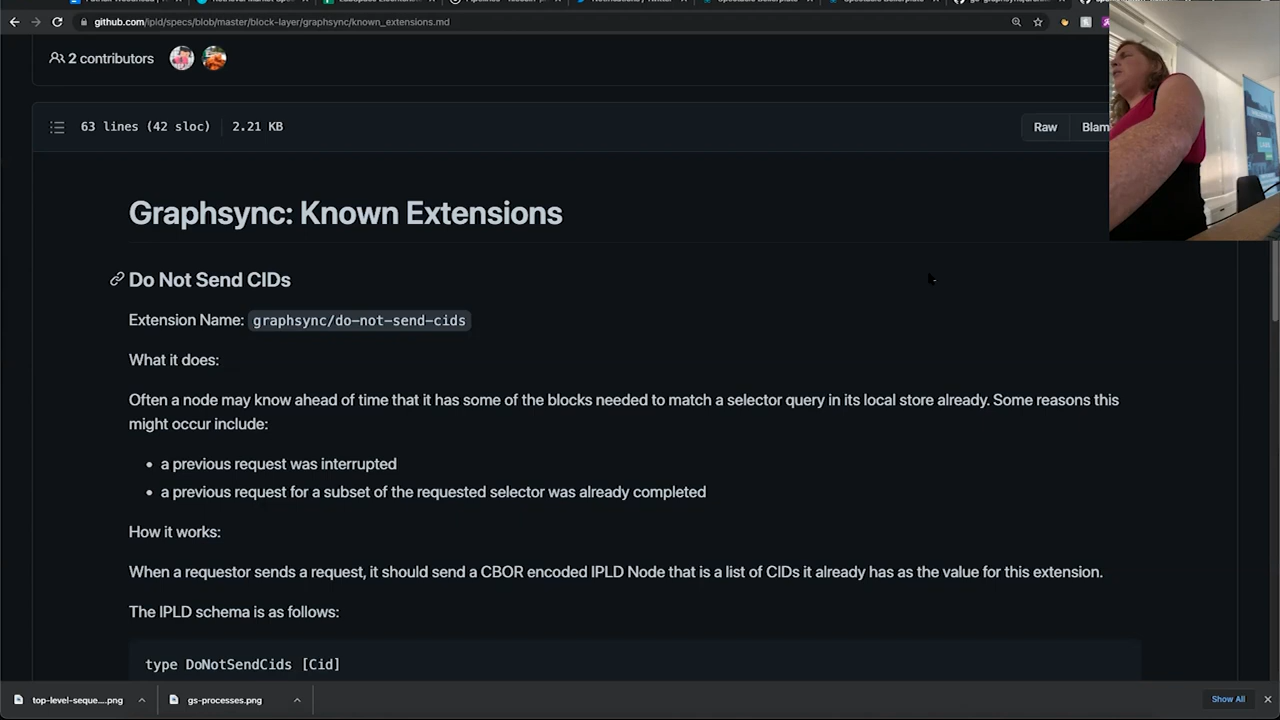 github.com/ipld/specs/blob/master/block-layer/graphsync/known_extensions.md
2 contributors
63 lines (42 sloc) 2.21 KB
Raw
Blam
Graphsync: Known Extensions
Do Not Send CIDs
Extension Name: graphsync/do-not-send-cids
What it does:
Often a node may know ahead of time that it has some of the blocks needed to match a selector query in its local store already. Some reasons this
might occur include:
• a previous request was interrupted
• a previous request for a subset of the requested selector was already completed
How it works:
When a requestor sends a request, it should send a CBOR encoded IPLD Node that is a list of CIDs it already has as the value for this extension.
The IPLD schema is as follows:
type DoNotSendCids [Cid]
top-level-seque....png
gs-processes.png
Show All